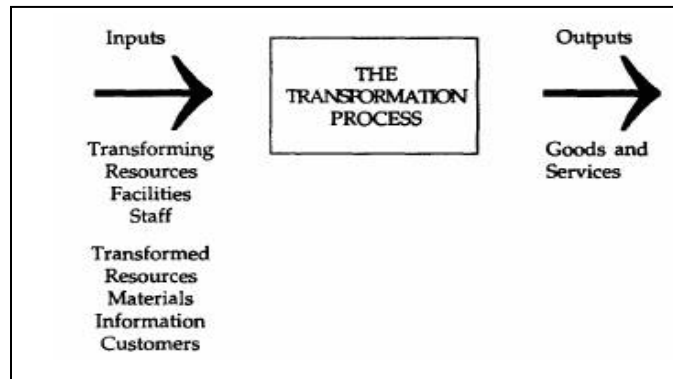 Inputs
Transforming
Resources
Facilities
Staff
Transformed
Resources
Materials
Information
Customers
THE
TRANSFORMATION
PROCESS
Outputs
Goods and
Services